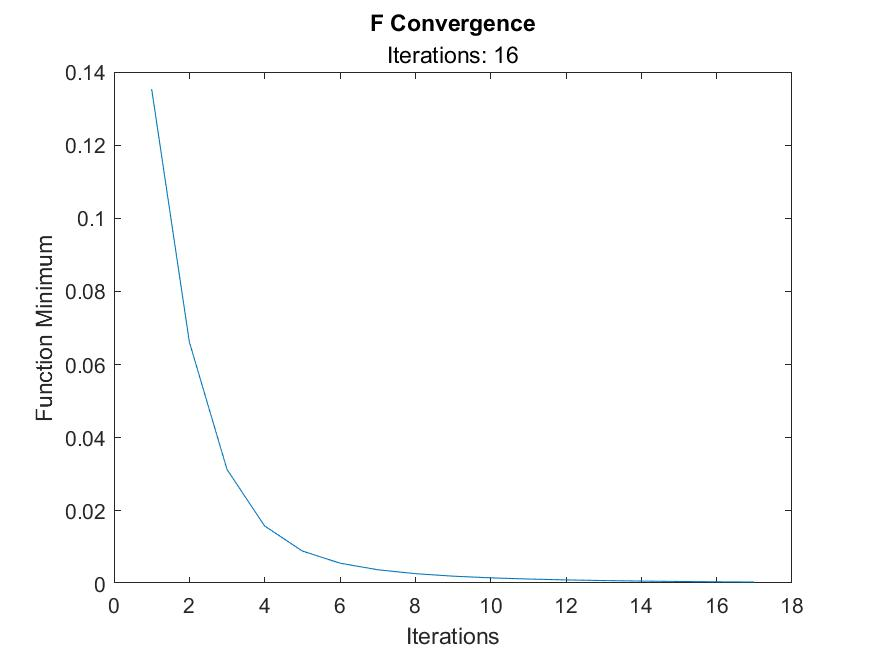 F Convergence
Iterations: 16
0.14
0.12
0.1
0.08
0.06
0.04
0.02
0
Function Minimum
0 2 4 6 8 10 12 14 16 18
Iterations